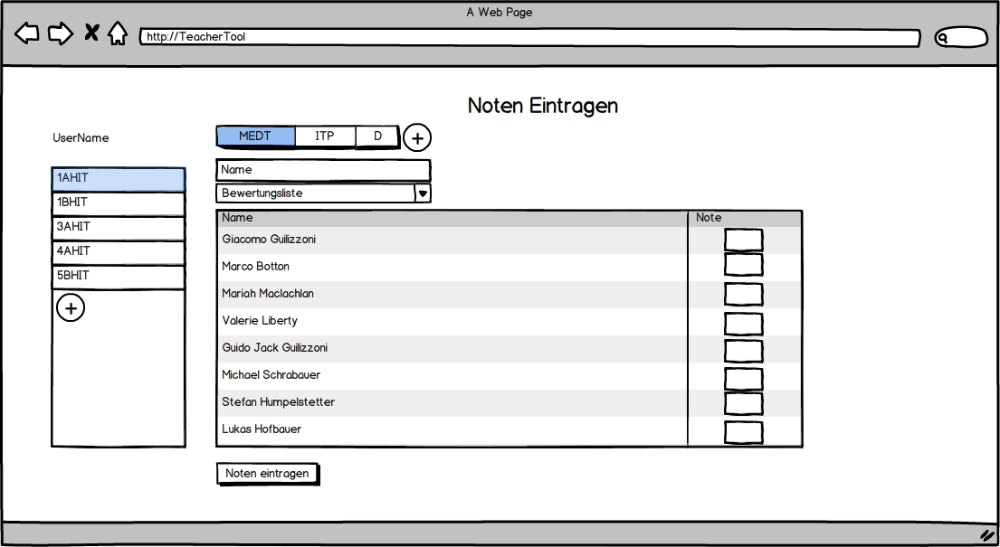 A Web Page
http://TeacherTool
Noten Eintragen
UserName
MEDT ITP D
1AHIT
1BHIT
3AHIT
4AHIT
5BHIT
Name
Bewertungsliste
Name Note
Giacomo Guilizzoni
Marco Botton
Mariah Maclachlan
Valerie Liberty
Guido Jack Guilizzoni
Michael Schrabauer
Stefan Humpelstetter
Lukas Hofbauer
Noten eintragen